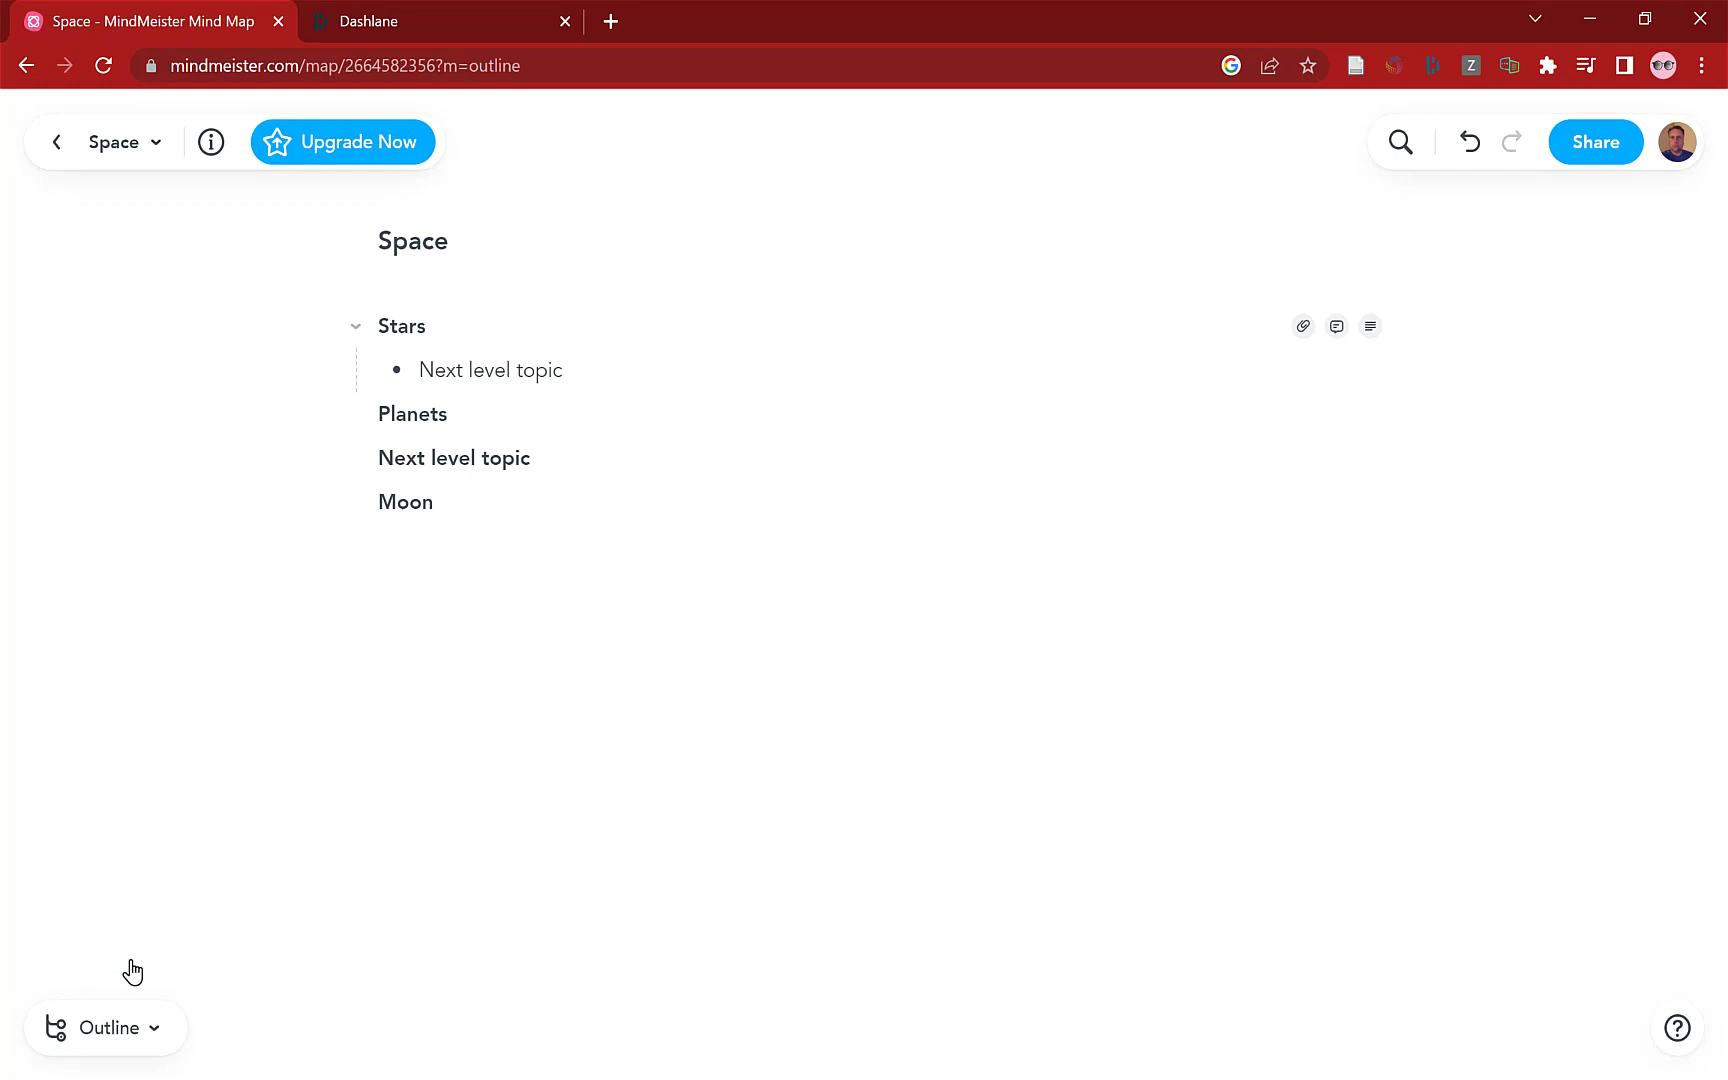 Space - MindMeister Mind Map
Dashlane
mindmeister.com/map/2664582356?m=outline
Z
Space
Upgrade Now
Share
Space
Stars
Next level topic
Planets
Next level topic
Moon
Outline